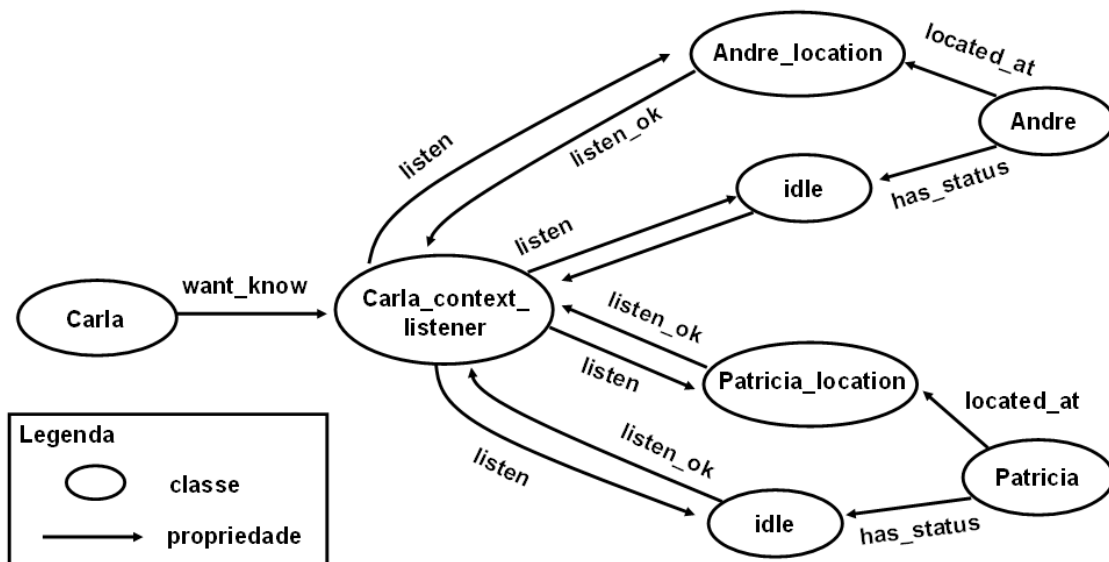 Andre_location
located_at
Andre
listen
listen_ok
idle
has_status
listen
want_know
Carla
Carla_context_
listener
listen_ok
listen
Patricia_location
located_at
listen_ok
listen
Patricia
idle
has_status
Legenda
classe
propriedade